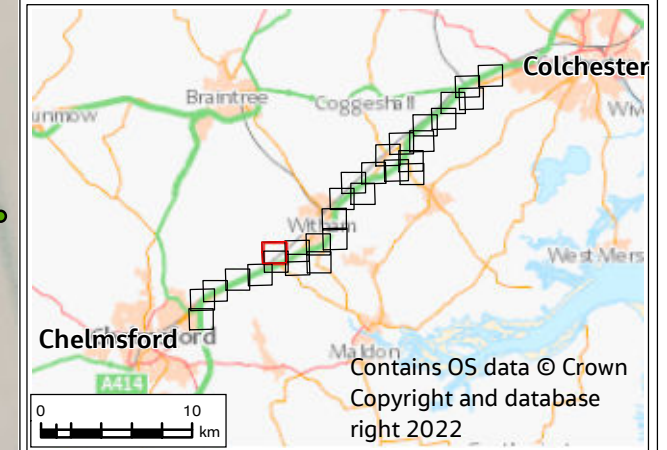 Colchester
Braintree
Coggeshall
unmow
Wiv
Witham
West Mers
Chelmsford
Maldon
A414
Contains OS data © Crown
Copyright and database
right 2022
0 10
km